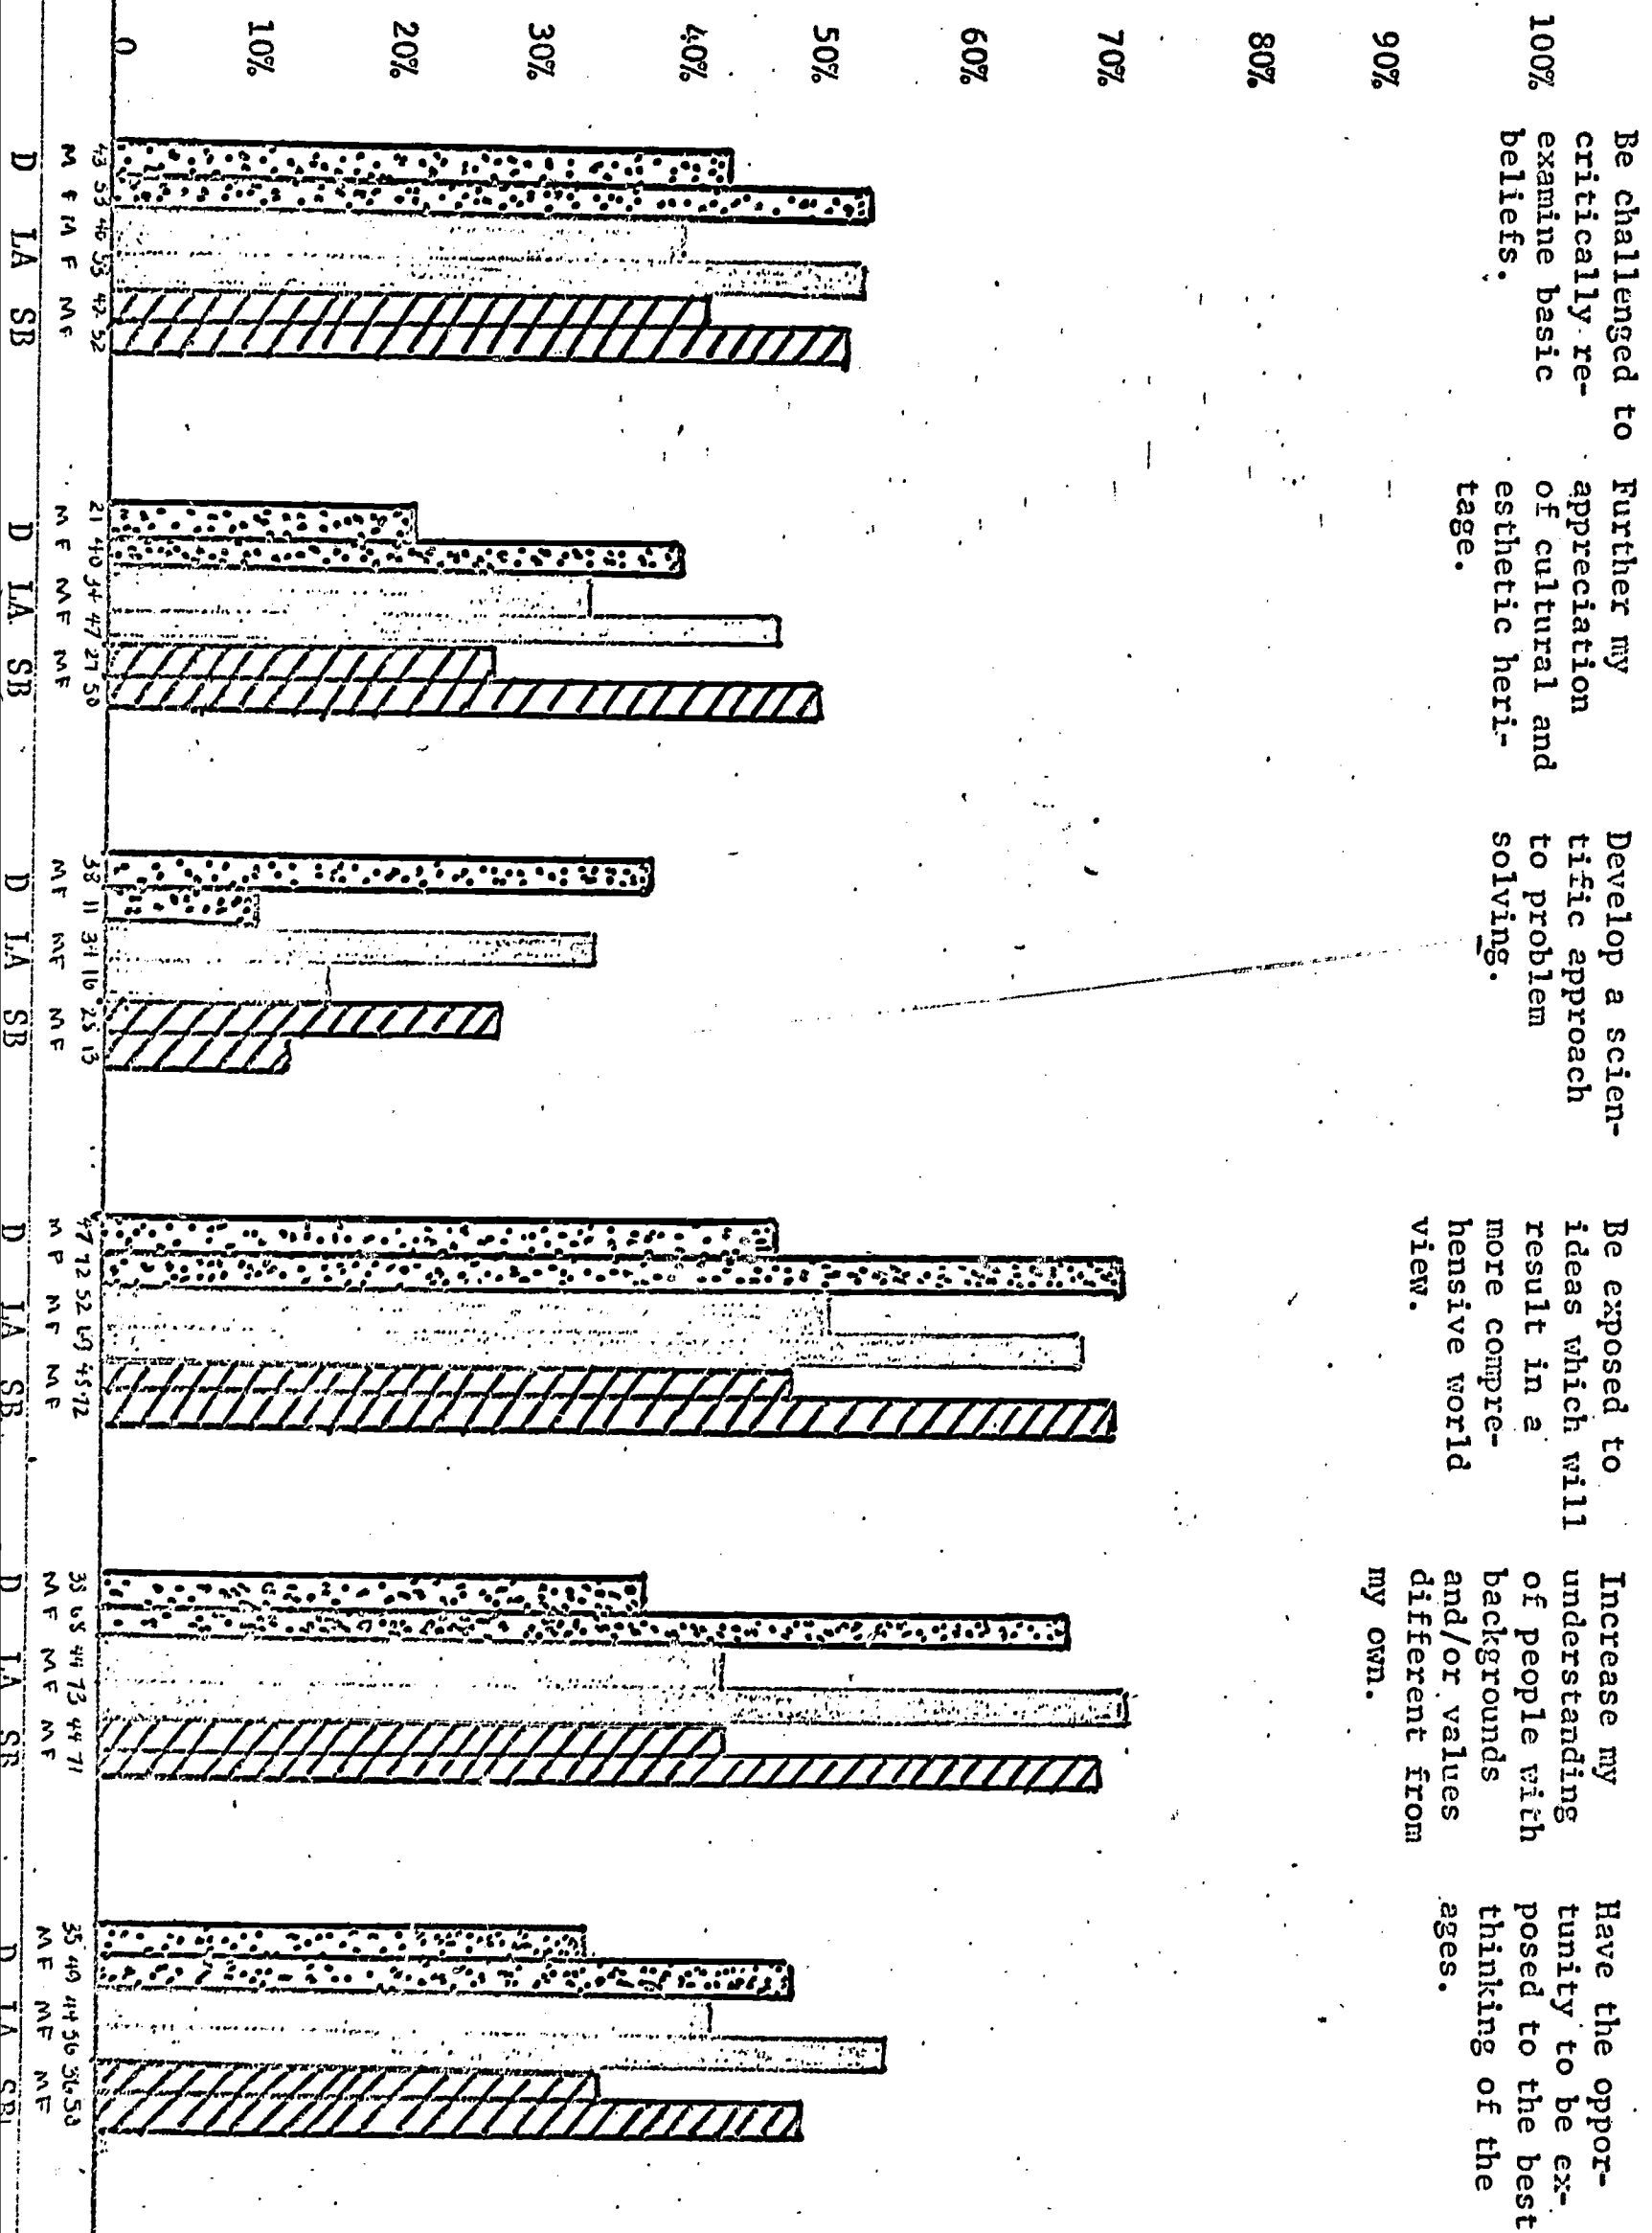 Be challenged to
critically re-
examine basic
beliefs.
Further my
appreciation
of cultural and
esthetic heri-
tage.
Develop a scien-
tific approach
to problem
solving.
Be exposed to
ideas which will
result in a
more compre-
hensive world
view.
Increase my
understanding
of people with
backgrounds
and/or values
different from
my own.
Have the oppor-
tunity to be ex-
posed to the best
thinking of the
ages.
100%
90%
80%
70%
60%
50%
40%
30%
20%
10%
0
43 53 40 53 42 52
M F M F M F
D LA SB
21 40 34 47 27 50
M F M F M F
D LA SB
38 11 34 16 13
M F M F M F
D LA SB
47 72 52 69 72
M F M F M F
D LA SB
44 73 44 71
M F M F M F
D LA SB
35 49 44 56 36 50
M F M F M F
D LA SB